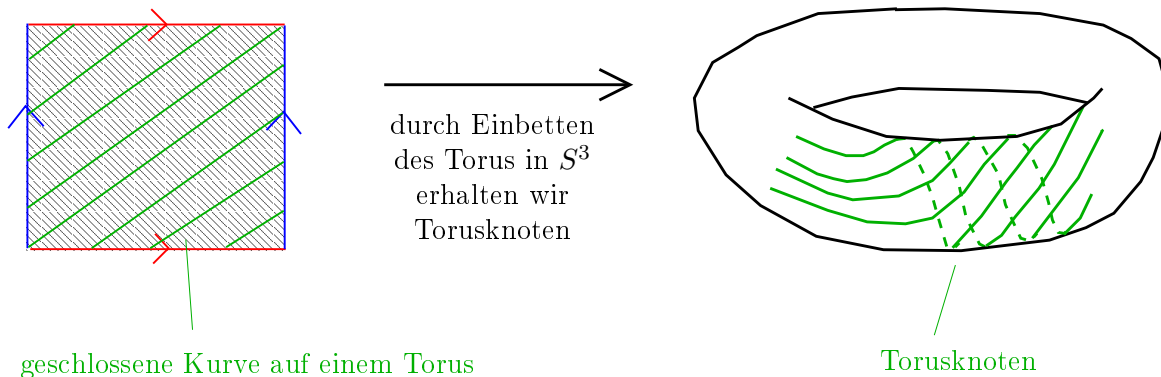 durch Einbetten
des Torus in S³
erhalten wir
Torusknoten
geschlossene Kurve auf einem Torus
Torusknoten